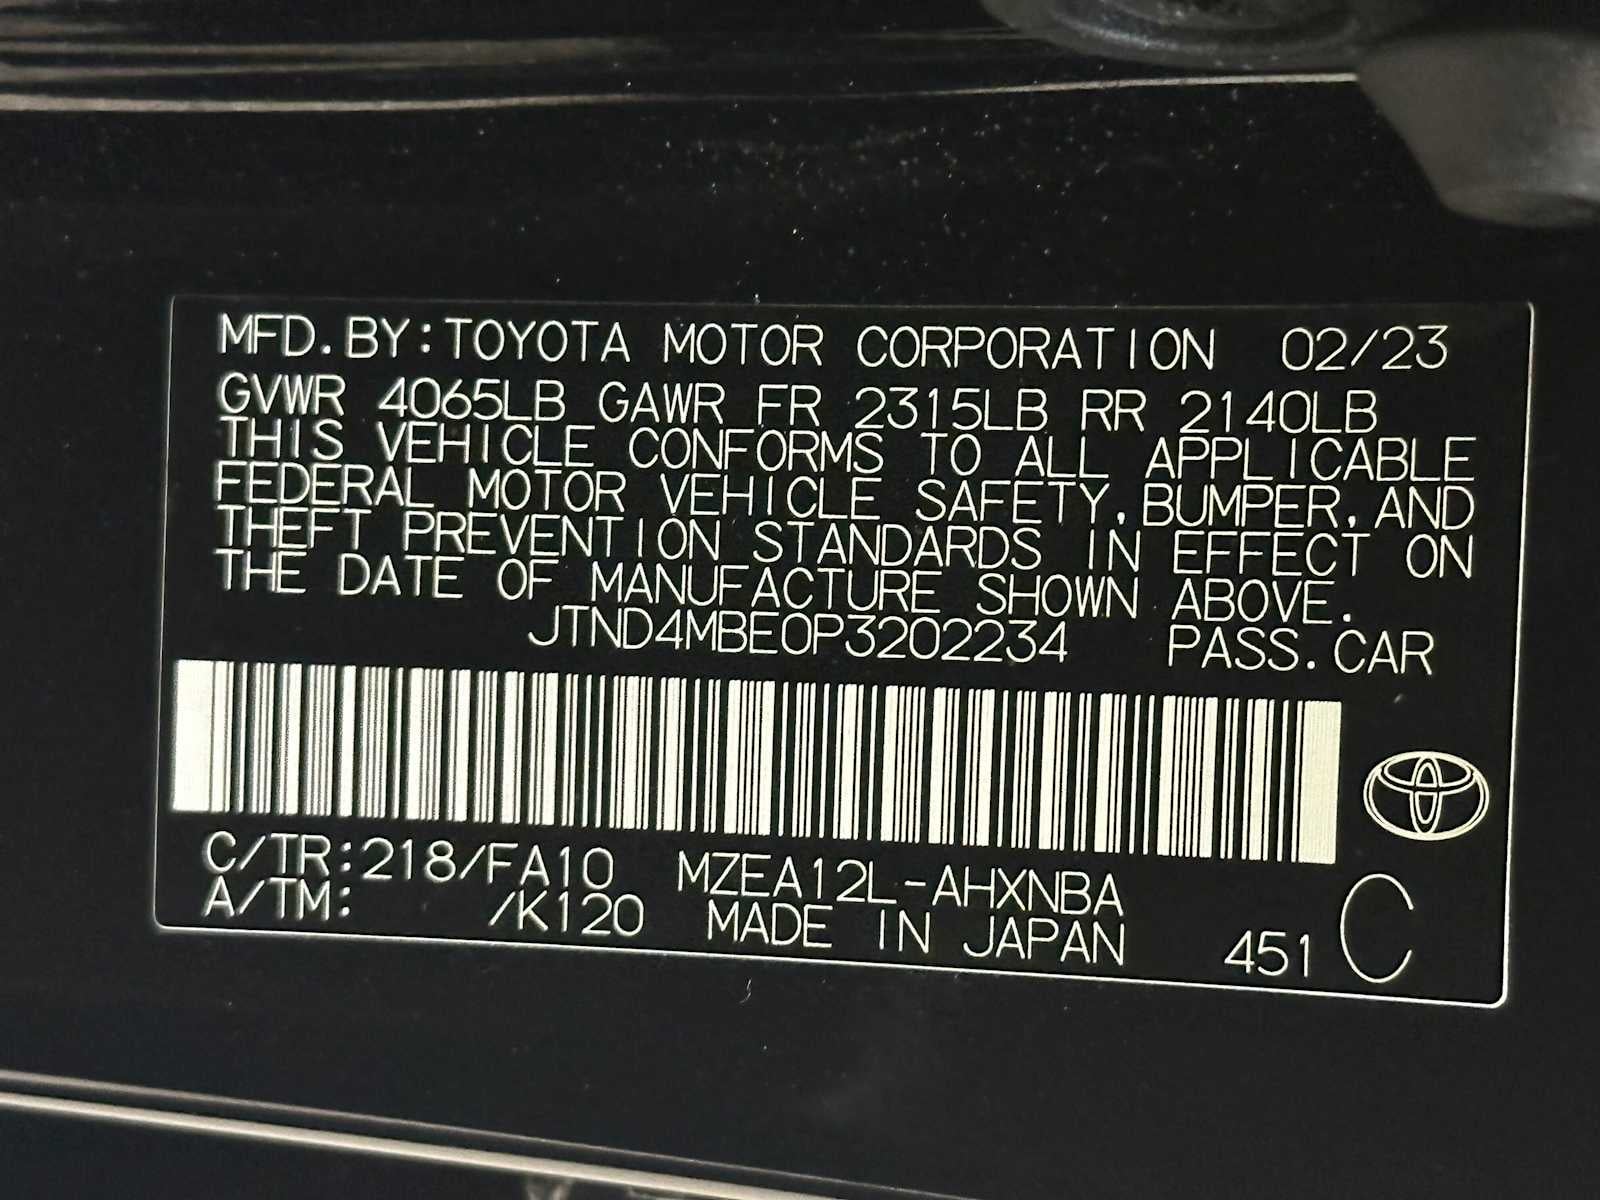 MFD.BY:TOYOTA MOTOR CORPORATION 02/23
GVWR 4065LB GAWR FR 2315LB RR 2140LB
THIS VEHICLE CONFORMS TO ALL APPLICABLE
FEDERAL MOTOR VEHICLE SAFETY,BUMPER,AND
THEFT PREVENTION STANDARDS IN EFFECT ON
THE DATE OF MANUFACTURE SHOWN ABOVE.
JTND4MBE0P3202234 PASS.CAR
C/TR:218/FA10 MZEA12L-AHXNBA
A/TM: /K120 MADE IN JAPAN 451 C